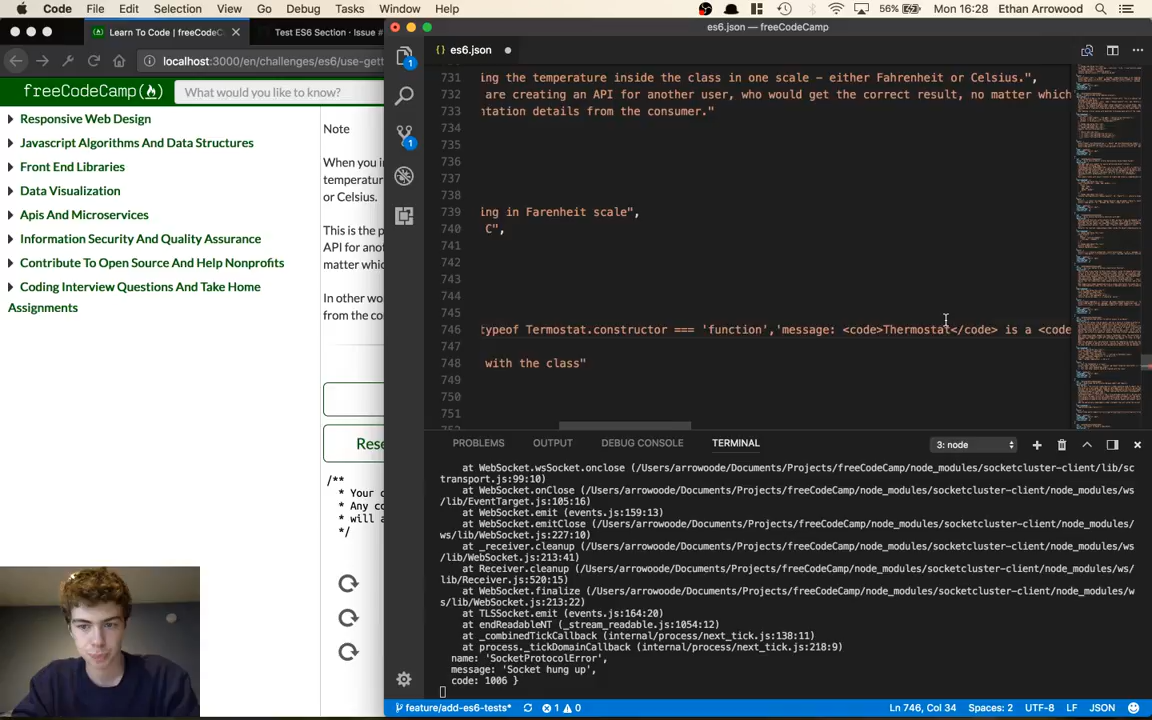 Code File Edit Selection View Go Debug Tasks Window Help 56% Mon 16:28 Ethan Arrowood
Learn To Code | freeCodeC
Test ES6 Section · Issue #
localhost:3000/en/challenges/es6/use-gett
freeCodeCamp
What would you like to know?
Responsive Web Design
Javascript Algorithms And Data Structures
Front End Libraries
Data Visualization
Apis And Microservices
Information Security And Quality Assurance
Contribute To Open Source And Help Nonprofits
Coding Interview Questions And Take Home
Assignments
Note
When you i
temperature
or Celsius.
This is the p
API for anot
matter whic
In other wo
from the co
Rese
/**
* Your c
* Any co
* will a
*/
es6.json — freeCodeCamp
{} es6.json
731 ing the temperature inside the class in one scale - either Fahrenheit or Celsius.",
732 are creating an API for another user, who would get the correct result, no matter which
733 ntation details from the consumer."
734
735
736
737
738
739 ing in Farenheit scale",
740 C",
741
742
743
744
745
746 typeof Termostat.constructor === 'function','message: <code>Thermostat</code> is a <code
747
748 with the class"
749
750
751
PROBLEMS OUTPUT DEBUG CONSOLE TERMINAL 3: node
at WebSocket.wsSocket.onclose (/Users/arrowoode/Documents/Projects/freeCodeCamp/node_modules/socketcluster-client/lib/sc
transport.js:99:10)
at WebSocket.onClose (/Users/arrowoode/Documents/Projects/freeCodeCamp/node_modules/socketcluster-client/node_modules/ws
/lib/EventTarget.js:105:16)
at WebSocket.emit (events.js:159:13)
at WebSocket.emitClose (/Users/arrowoode/Documents/Projects/freeCodeCamp/node_modules/socketcluster-client/node_modules/
ws/lib/WebSocket.js:227:10)
at _receiver.cleanup (/Users/arrowoode/Documents/Projects/freeCodeCamp/node_modules/socketcluster-client/node_modules/ws
/lib/WebSocket.js:213:41)
at Receiver.cleanup (/Users/arrowoode/Documents/Projects/freeCodeCamp/node_modules/socketcluster-client/node_modules/ws/
lib/Receiver.js:520:15)
at WebSocket.finalize (/Users/arrowoode/Documents/Projects/freeCodeCamp/node_modules/socketcluster-client/node_modules/w
s/lib/WebSocket.js:213:22)
at TLSSocket.emit (events.js:164:20)
at endReadableNT (_stream_readable.js:1054:12)
at _combinedTickCallback (internal/process/next_tick.js:138:11)
at process._tickDomainCallback (internal/process/next_tick.js:218:9)
name: 'SocketProtocolError',
message: 'Socket hung up',
code: 1006 }
feature/add-es6-tests* 1 0 Ln 746, Col 34 Spaces: 2 UTF-8 LF JSON